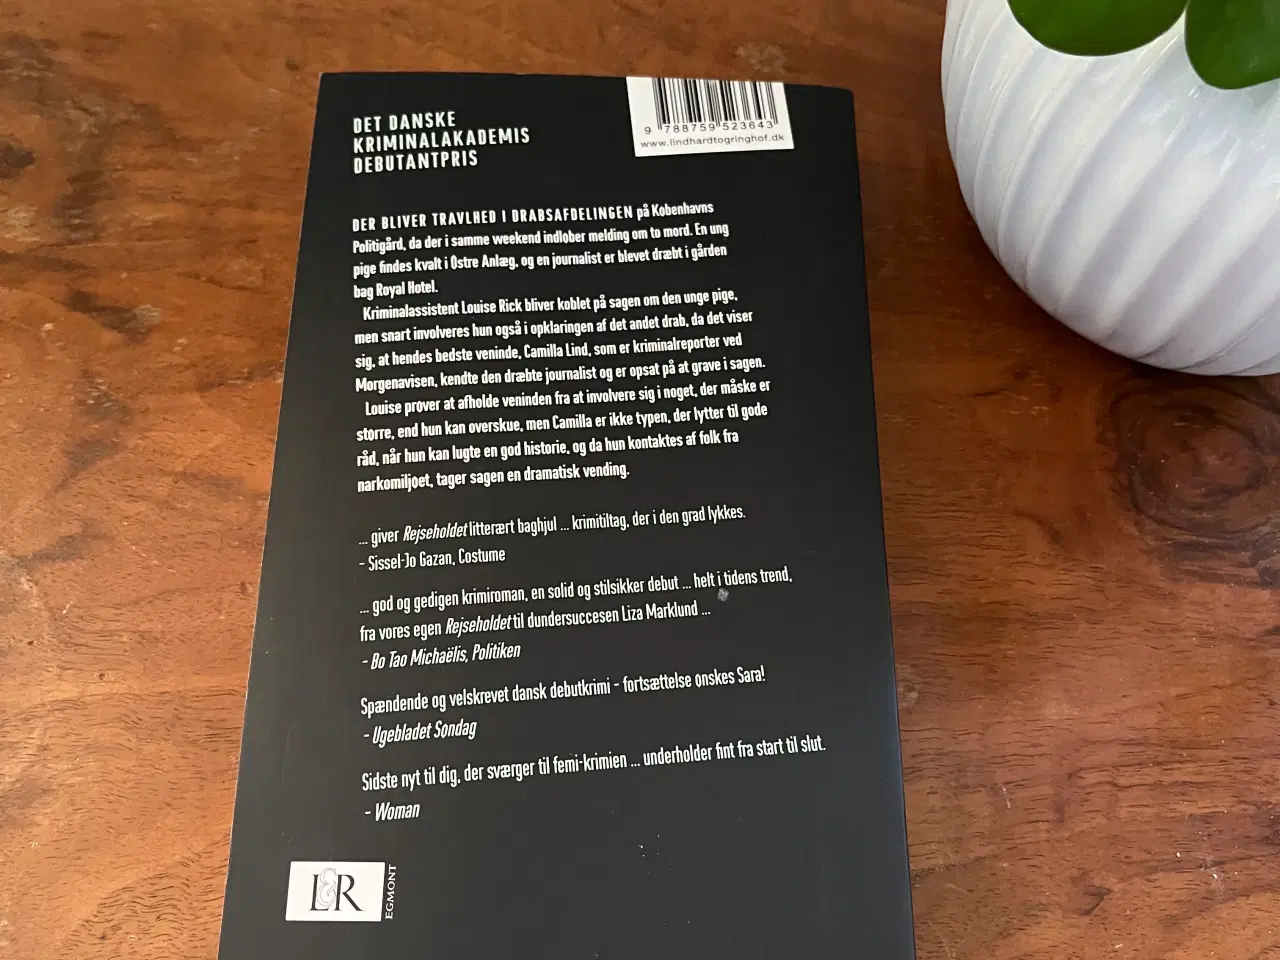 DET DANSKE
KRIMINALAKADEMIS
DEBUTANTPRIS
9 788759 523643
www.lindhardtogringhof.dk
DER BLIVER TRAVLHED I DRABSAFDELINGEN på Københavns
Politigård, da der i samme weekend indløber melding om to mord. En ung
pige findes kvalt i Østre Anlæg, og en journalist er blevet dræbt i gården
bag Royal Hotel.
Kriminalassistent Louise Rick bliver koblet på sagen om den unge pige,
men snart involveres hun også i opklaringen af det andet drab, da det viser
sig, at hendes bedste veninde, Camilla Lind, som er kriminalreporter ved
Morgenavisen, kendte den dræbte journalist og er opsat på at grave i sagen.
Louise prøver at afholde veninden fra at involvere sig i noget, der måske er
større, end hun kan overskue, men Camilla er ikke typen, der lytter til gode
råd, når hun kan lugte en god historie, og da hun kontaktes af folk fra
narkomiljøet, tager sagen en dramatisk vending.
... giver Rejseholdet litterært baghjul ... krimitiltag, der i den grad lykkes.
- Sissel-Jo Gazan, Costume
... god og gedigen krimiroman, en solid og stilsikker debut ... helt i tidens trend,
fra vores egen Rejseholdet til dundersuccesen Liza Marklund ...
- Bo Tao Michaëlis, Politiken
Spændende og velskrevet dansk debutkrimi - fortsættelse ønskes Sara!
- Ugebladet Søndag
Sidste nyt til dig, der sværger til femi-krimien ... underholder fint fra start til slut.
- Woman
L&R
EGMONT